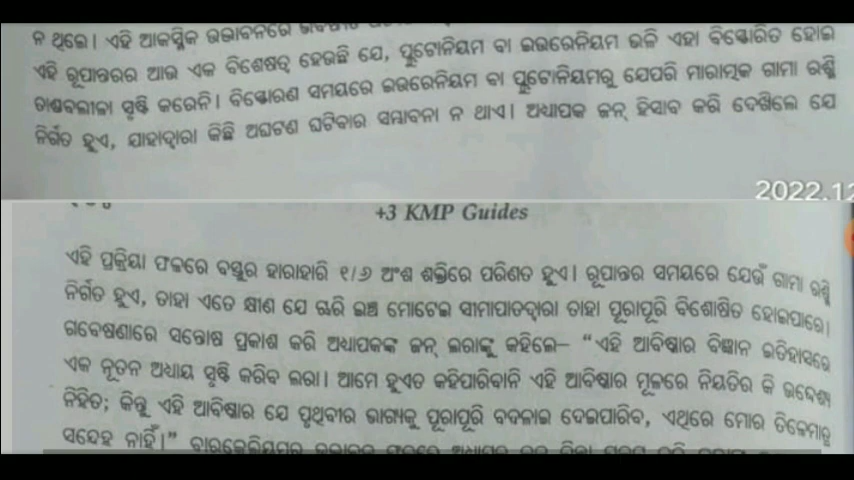 ନ ଥିଲେ। ଏହି ଆକସ୍ମିକ ଉଦ୍ଭାବନରେ
ଏହି ରୂପାନ୍ତରର ଆଉ ଏକ ବିଶେଷତ୍ୱ ହେଉଛି ଯେ, ପ୍ଲୁଟୋନିୟମ ବା ଇଉରେନିୟମ ଭଳି ଏହା ବିସ୍ଫୋରିତ ହୋଇ
ତାଣ୍ଡବଲୀଳା ସୃଷ୍ଟି କରେନି। ବିସ୍ଫୋରଣ ସମୟରେ ଇଉରେନିୟମ ବା ପ୍ଲୁଟୋନିୟମରୁ ଯେପରି ମାରାତ୍ମକ ଗାମା ରଶ୍ମି
ନିର୍ଗତ ହୁଏ, ଯାହାଦ୍ୱାରା କିଛି ଅଘଟଣ ଘଟିବାର ସମ୍ଭାବନା ନ ଥାଏ। ଅଧ୍ୟାପକ ଜନ୍ ହିସାବ କରି ଦେଖିଲେ ଯେ
2022.12
+3 KMP Guides
ଏହି ପ୍ରକ୍ରିୟା ଫଳରେ ବସ୍ତୁର ହାରାହାରି ୧/୬ ଅଂଶ ଶକ୍ତିରେ ପରିଣତ ହୁଏ। ରୂପାନ୍ତର ସମୟରେ ଯେଉଁ ଗାମା ରଶ୍ମି
ନିର୍ଗତ ହୁଏ, ତାହା ଏତେ କ୍ଷୀଣ ଯେ ଋରି ଇଞ୍ଚ ମୋଟେଇ ସୀମାପାତଦ୍ୱାରା ତାହା ପୂରାପୂରି ବିଶୋଷିତ ହୋଇପାରେ।
ଗବେଷଣାରେ ସନ୍ତୋଷ ପ୍ରକାଶ କରି ଅଧ୍ୟାପକଙ୍କ ଜନ୍ ଇରାଙ୍କୁ କହିଲେ– “ଏହି ଆବିଷ୍କାର ବିଜ୍ଞାନ ଇତିହାସରେ
ଏକ ନୂତନ ଅଧ୍ୟାୟ ସୃଷ୍ଟି କରିବ ଇରା। ଆମେ ହୁଏତ କହିପାରିବାନି ଏହି ଆବିଷ୍କାର ମୂଳରେ ନିୟତିର କି ଉଦ୍ଦେଶ୍ୟ
ନିହିତ; କିନ୍ତୁ ଏହି ଆବିଷ୍କାର ଯେ ପୃଥିବୀର ଭାଗ୍ୟକୁ ପୂରାପୂରି ବଦଳାଇ ଦେଇପାରିବ, ଏଥିରେ ମୋର ତିଳେମାତ୍ର
ସନ୍ଦେହ ନାହିଁ।”